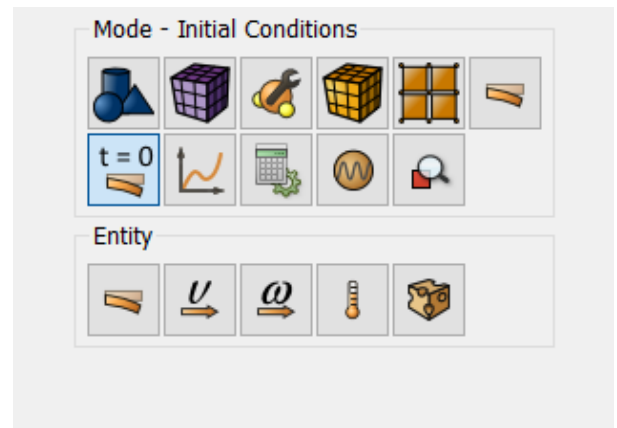 Mode - Initial Conditions
t = 0
Entity
υ ω